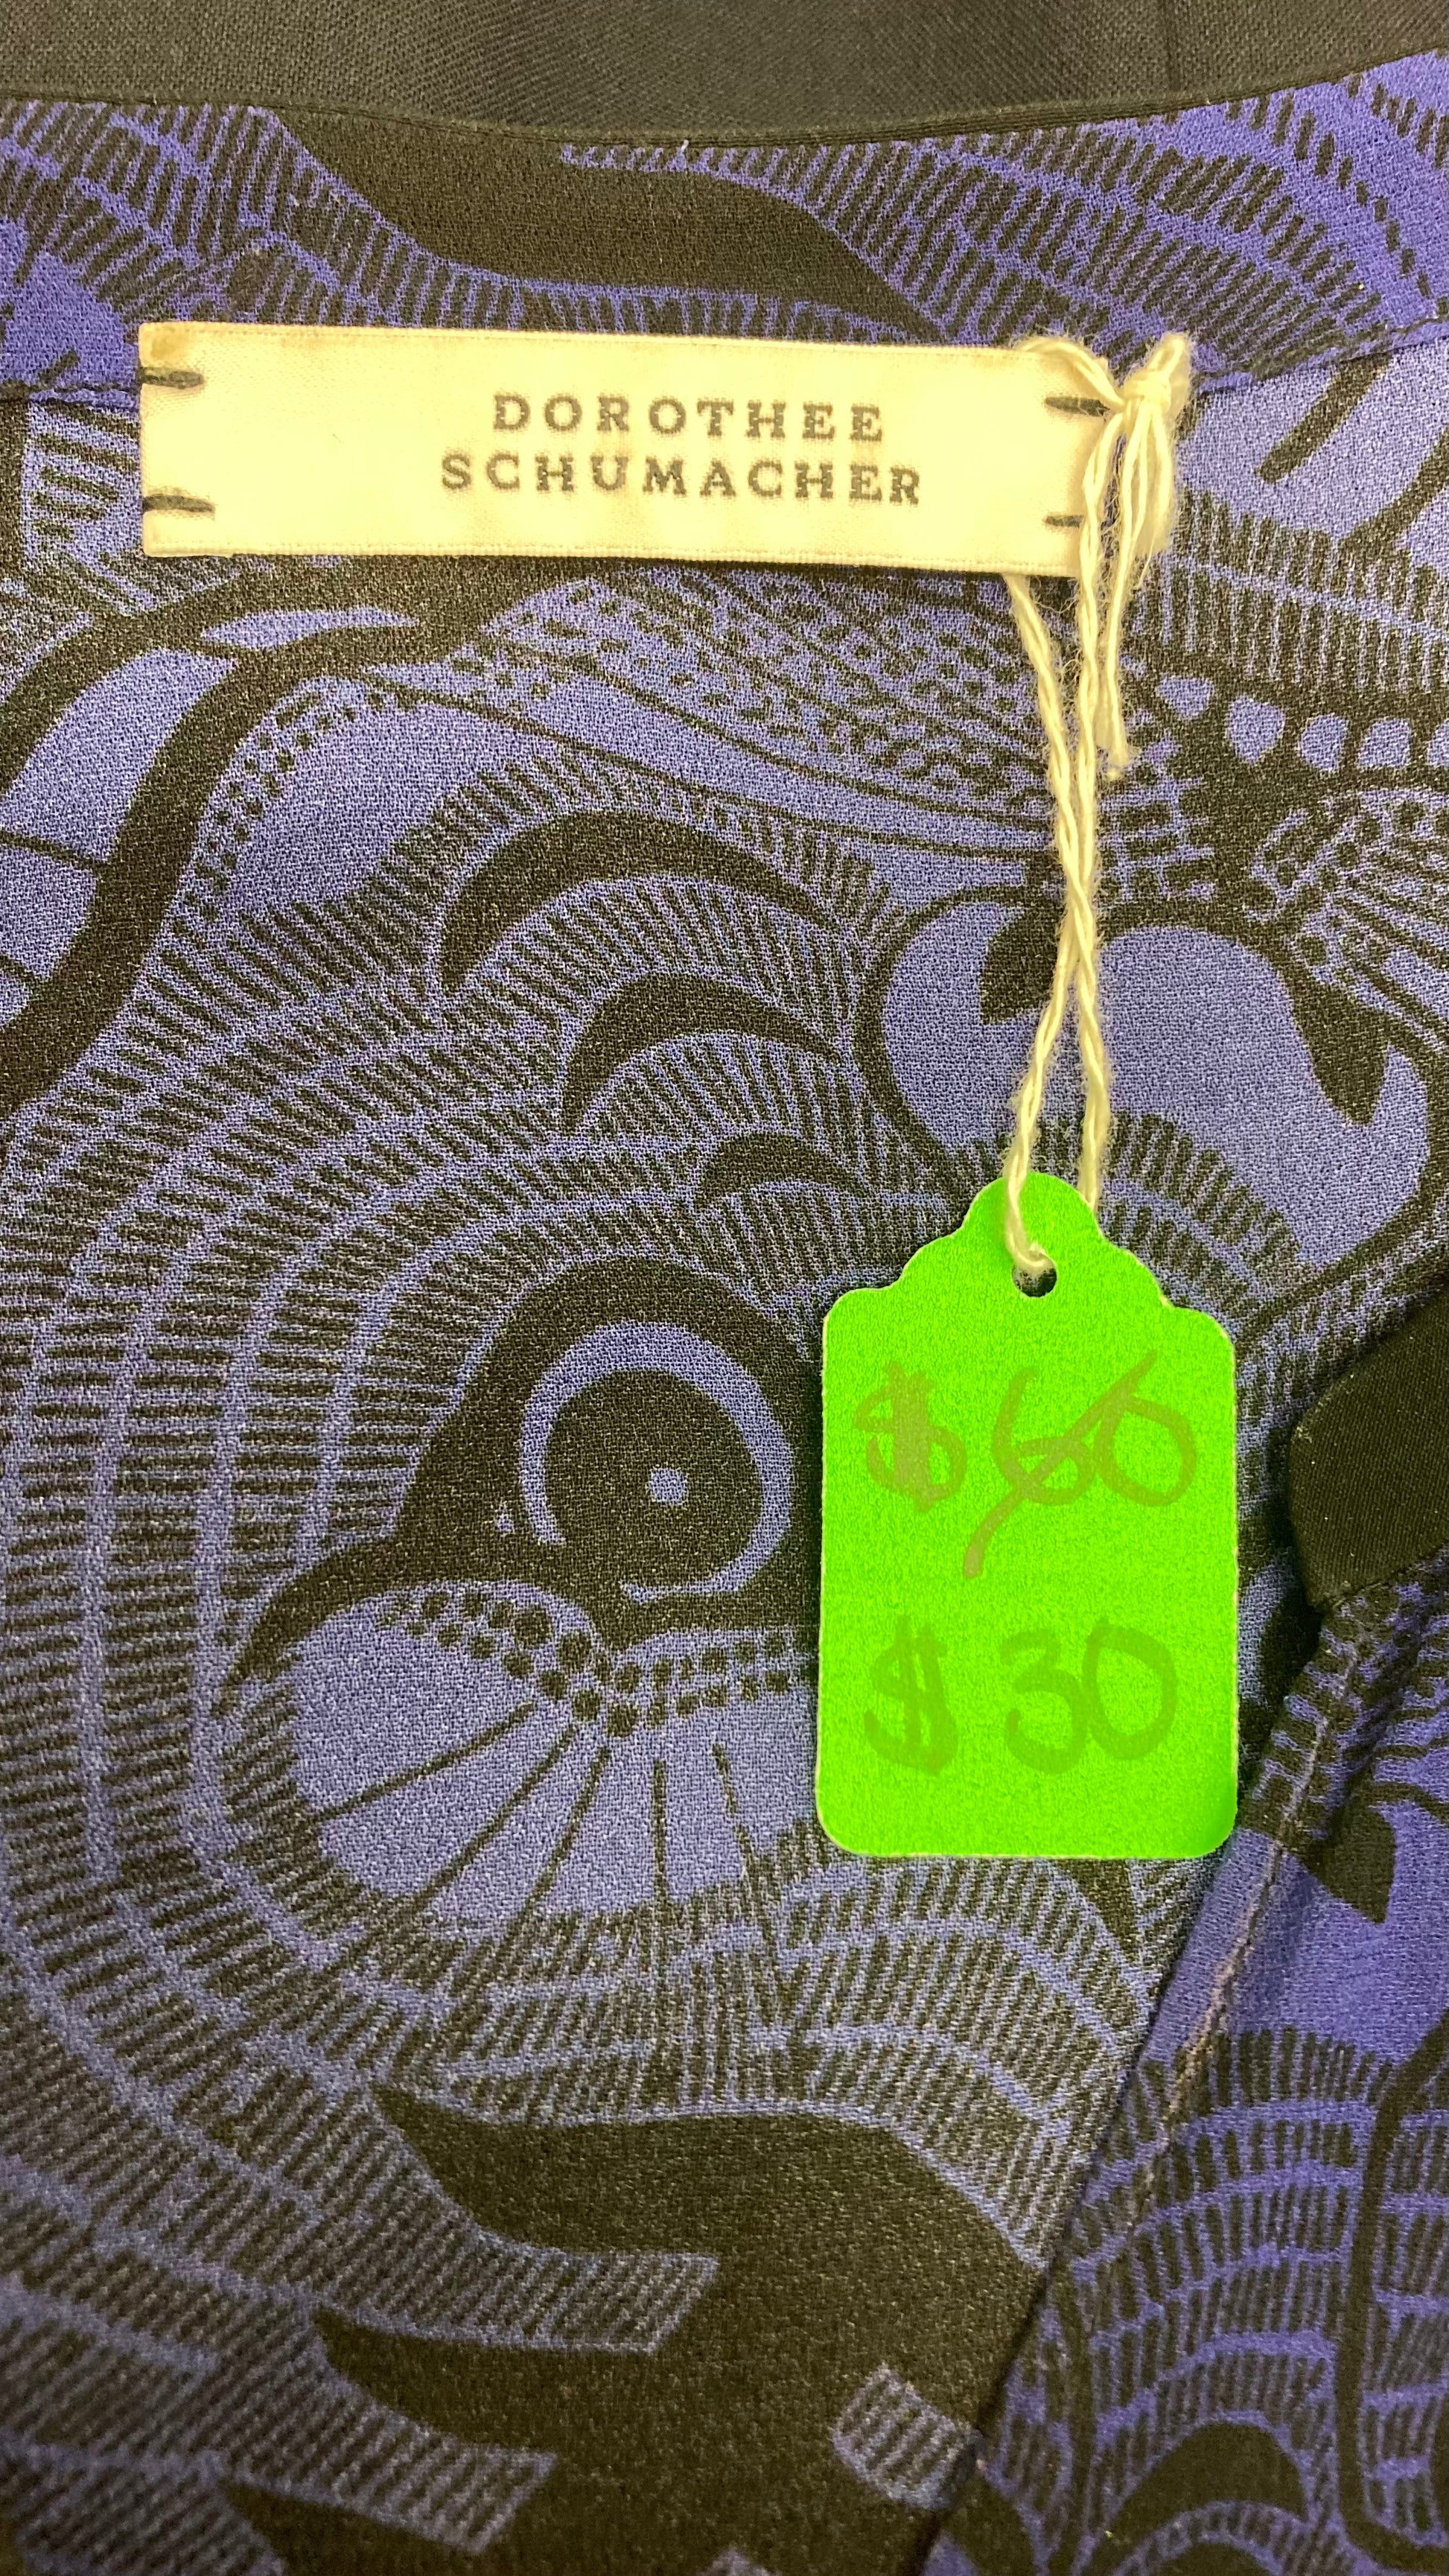 DOROTHEE
SCHUMACHER
$60
$30